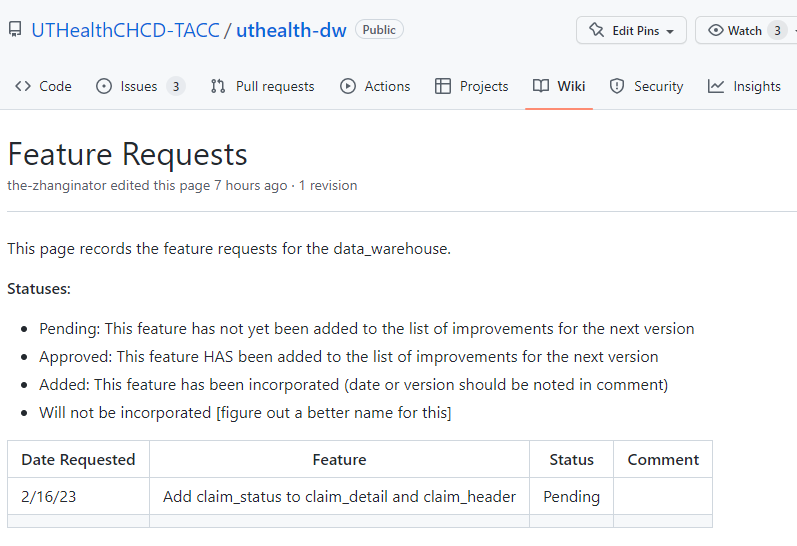 UTHealthCHCD-TACC / uthealth-dw Public
Edit Pins Watch 3
Code Issues 3 Pull requests Actions Projects Wiki Security Insights
Feature Requests
the-zhanginator edited this page 7 hours ago · 1 revision
This page records the feature requests for the data_warehouse.
Statuses:
• Pending: This feature has not yet been added to the list of improvements for the next version
• Approved: This feature HAS been added to the list of improvements for the next version
• Added: This feature has been incorporated (date or version should be noted in comment)
• Will not be incorporated [figure out a better name for this]
Date Requested Feature Status Comment
2/16/23 Add claim_status to claim_detail and claim_header Pending